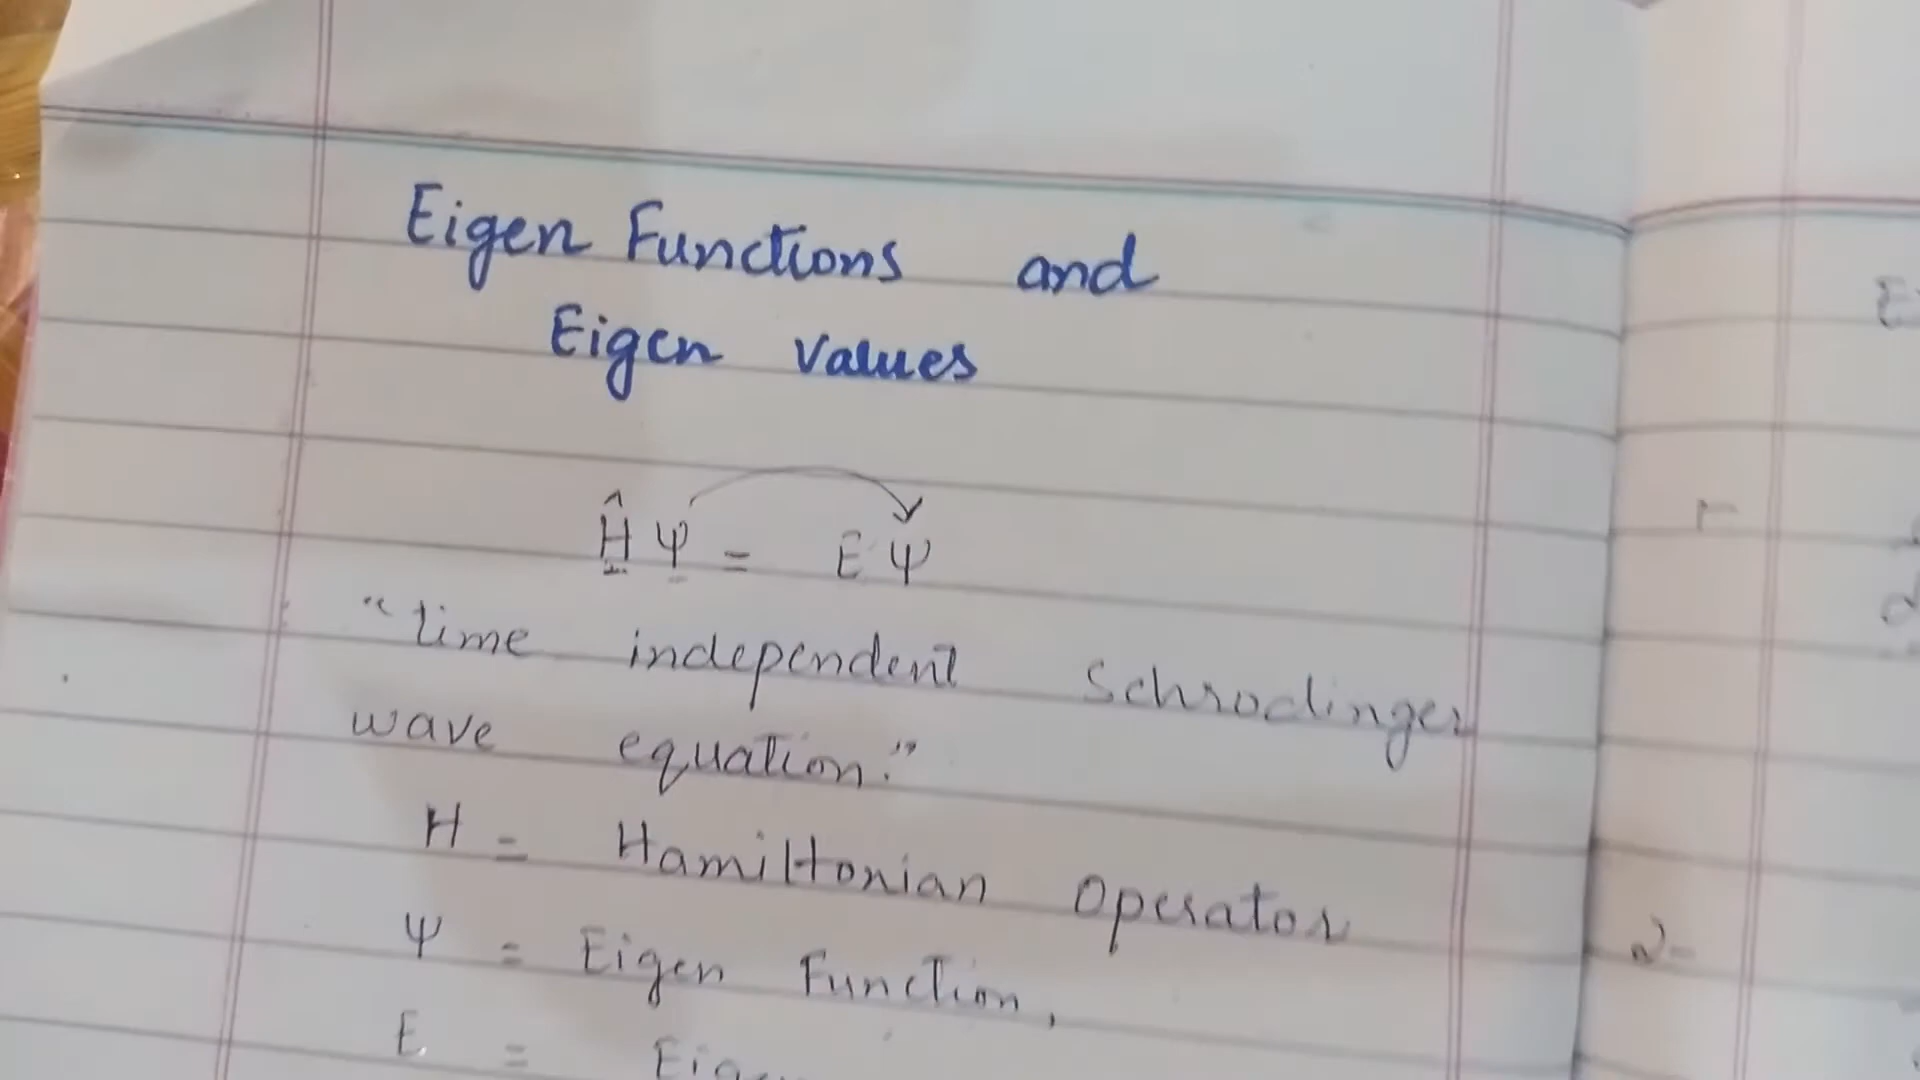 Eigen Functions and
Eigen Values
Ĥ Ψ = E Ψ
"time independent Schrodinger
wave equation."
H = Hamiltonian Operator
Ψ = Eigen Function,
E =